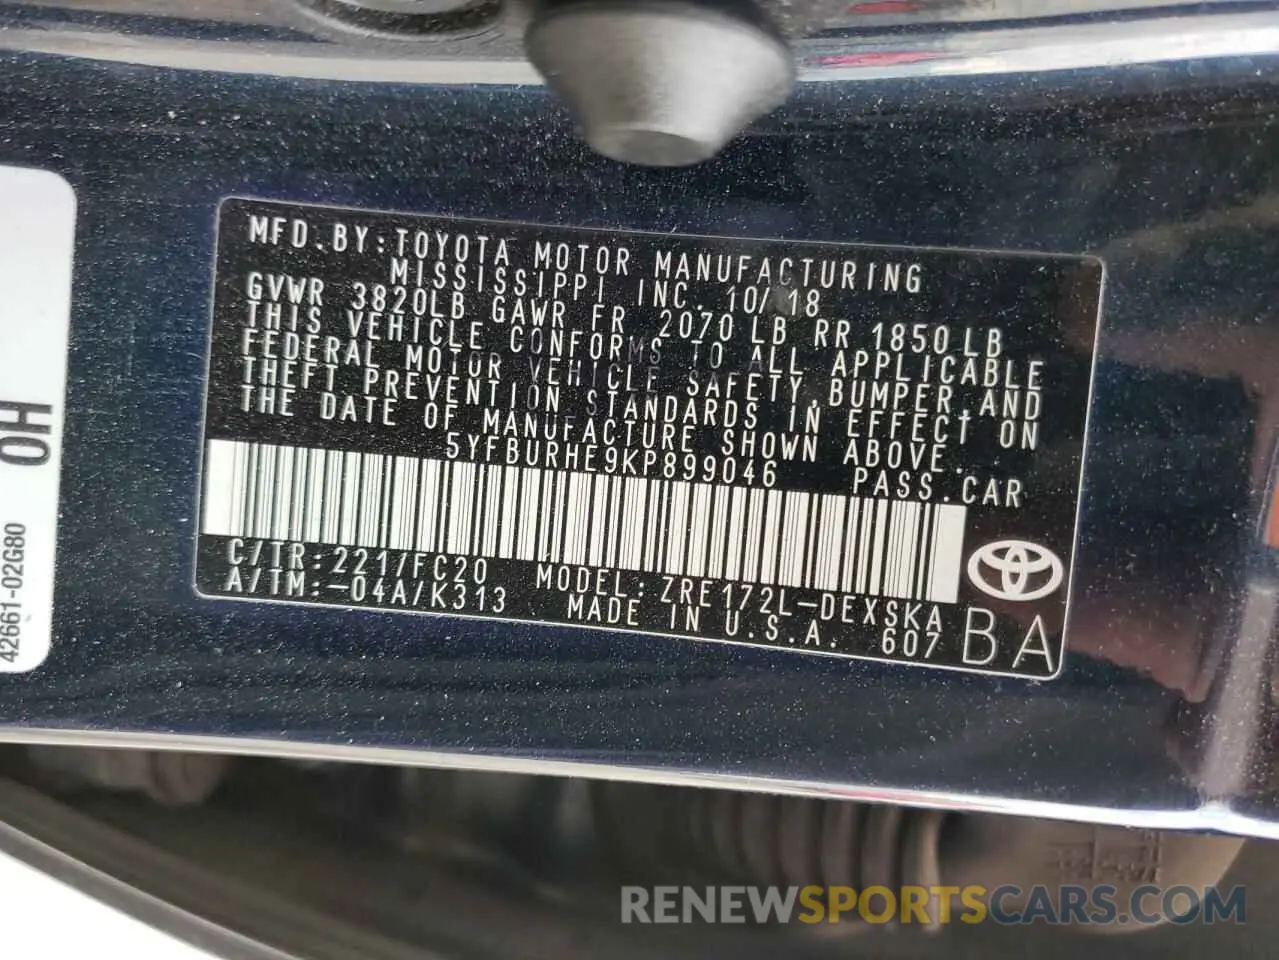 MFD.BY:TOYOTA MOTOR MANUFACTURING
MISSISSIPPI INC. 10/18
GVWR 3820LB GAWR FR 2070LB RR 1850LB
THIS VEHICLE CONFORMS TO ALL APPLICABLE
FEDERAL MOTOR VEHICLE SAFETY, BUMPER, AND
THEFT PREVENTION STANDARDS IN EFFECT ON
THE DATE OF MANUFACTURE SHOWN ABOVE.
5YFBURHE9KP899046 PASS.CAR
C/TR:221/FC20 MODEL:ZRE172L-DEXSKA
A/TM:-04A/K313 MADE IN U.S.A. 607
BA
OH
42661-02G80
RENEWSPORTSCARS.COM